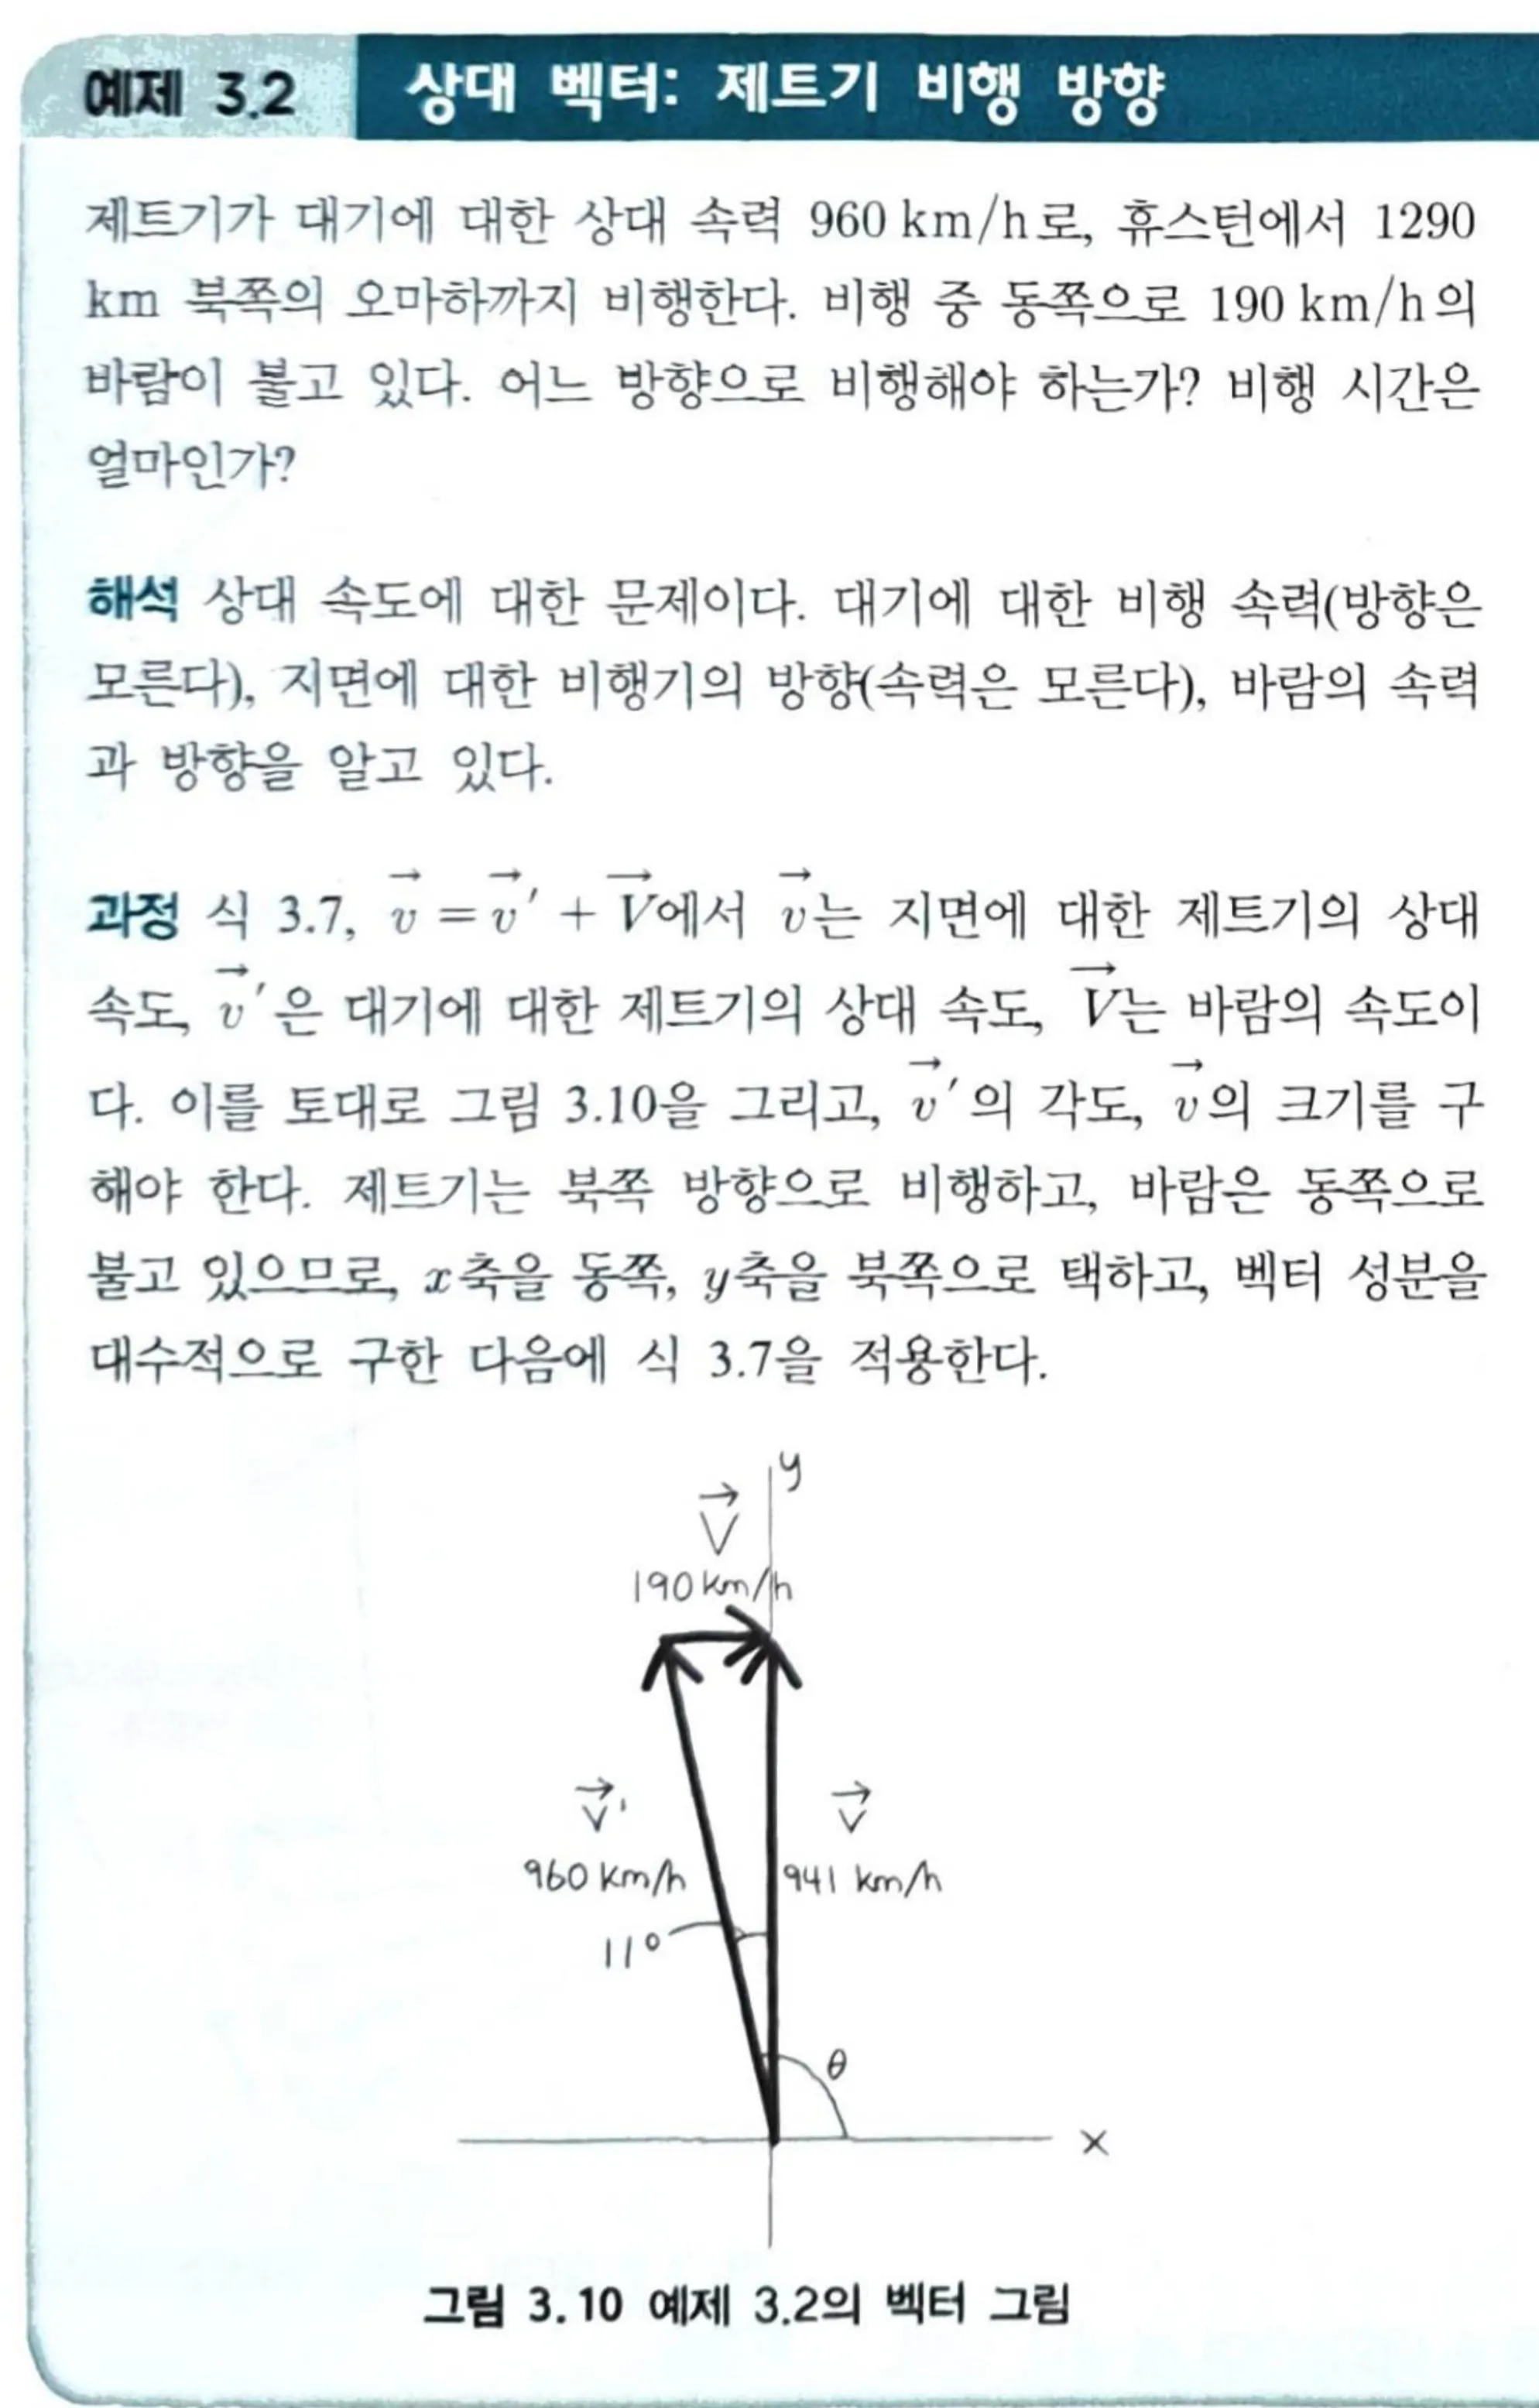 예제 3.2 상대 벡터: 제트기 비행 방향
제트기가 대기에 대한 상대 속력 960 km/h로, 휴스턴에서 1290
km 북쪽의 오마하까지 비행한다. 비행 중 동쪽으로 190 km/h의
바람이 불고 있다. 어느 방향으로 비행해야 하는가? 비행 시간은
얼마인가?
해석 상대 속도에 대한 문제이다. 대기에 대한 비행 속력(방향은
모른다), 지면에 대한 비행기의 방향(속력은 모른다), 바람의 속력
과 방향을 알고 있다.
과정 식 3.7, v⃗ = v⃗′ + V⃗에서 v⃗는 지면에 대한 제트기의 상대
속도, v⃗′은 대기에 대한 제트기의 상대 속도, V⃗는 바람의 속도이
다. 이를 토대로 그림 3.10을 그리고, v⃗′의 각도, v⃗의 크기를 구
해야 한다. 제트기는 북쪽 방향으로 비행하고, 바람은 동쪽으로
불고 있으므로, x축을 동쪽, y축을 북쪽으로 택하고, 벡터 성분을
대수적으로 구한 다음에 식 3.7을 적용한다.
y
V⃗
190 km/h
v⃗′ v⃗
960 km/h 941 km/h
11°
θ
x
그림 3.10 예제 3.2의 벡터 그림